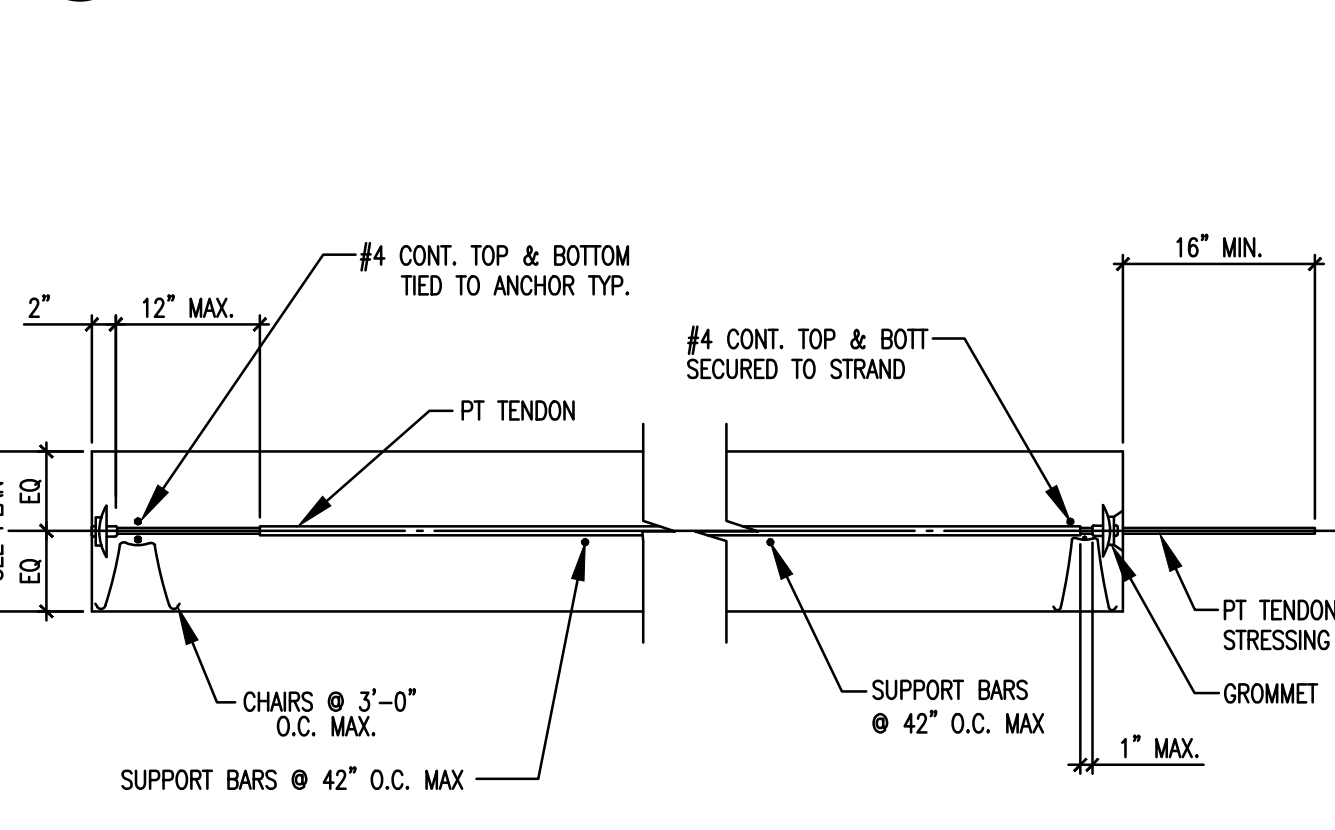 #4 CONT. TOP & BOTTOM
TIED TO ANCHOR TYP.
16" MIN.
2"
12" MAX.
#4 CONT. TOP & BOTT
SECURED TO STRAND
PT TENDON
EQ
EQ
PT TENDON
STRESSING
GROMMET
CHAIRS @ 3'-0"
O.C. MAX.
SUPPORT BARS
@ 42" O.C. MAX
1" MAX.
SUPPORT BARS @ 42" O.C. MAX